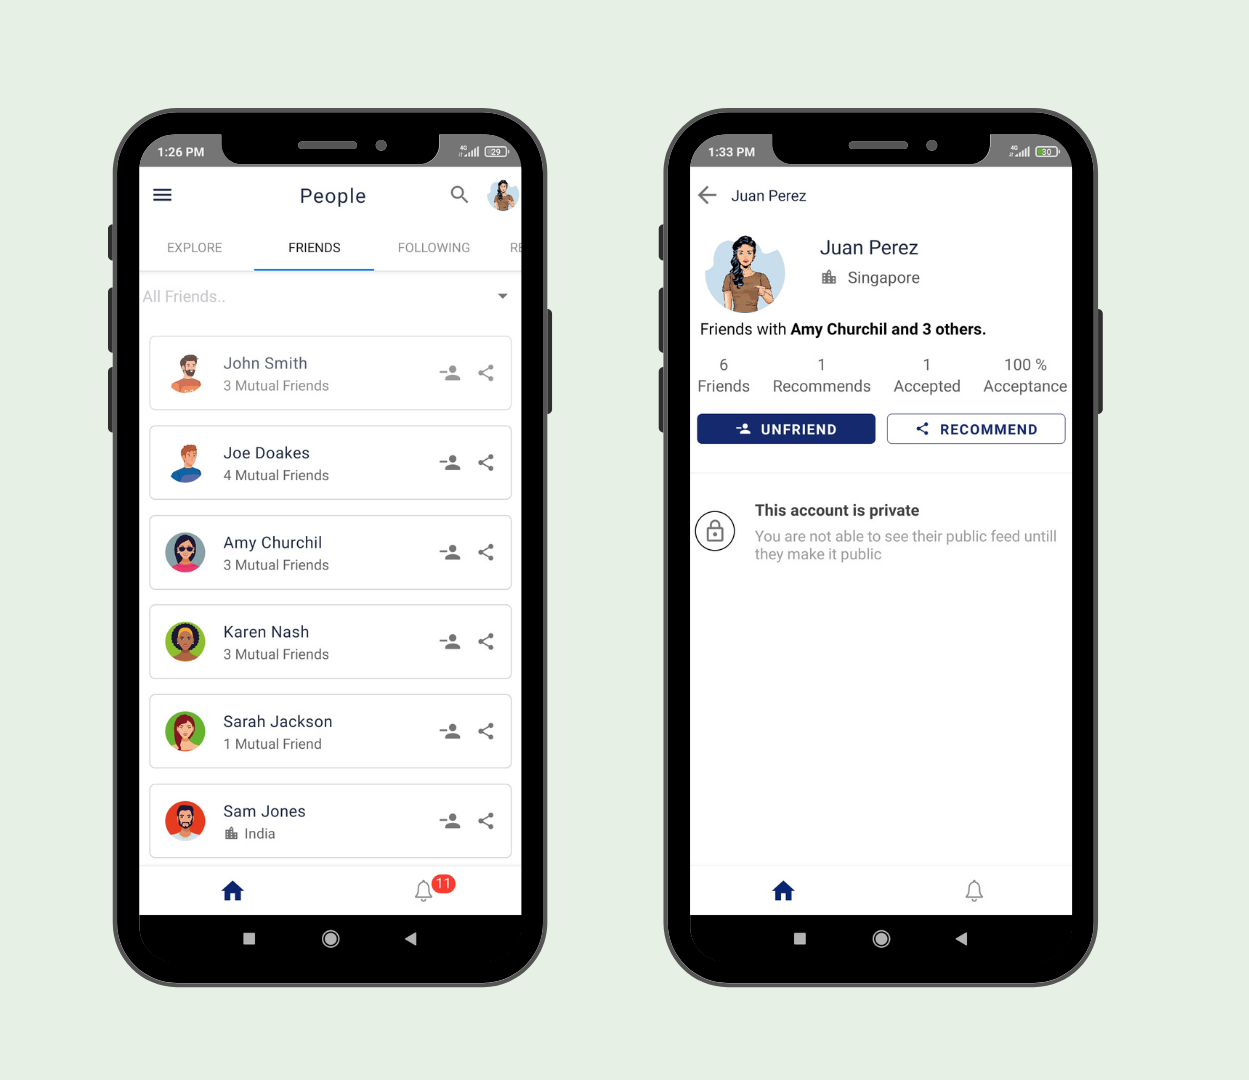 1:26 PM
4G
29
People
EXPLORE FRIENDS FOLLOWING
All Friends..
John Smith
3 Mutual Friends
Joe Doakes
4 Mutual Friends
Amy Churchil
3 Mutual Friends
Karen Nash
3 Mutual Friends
Sarah Jackson
1 Mutual Friend
Sam Jones
India
11
1:33 PM
4G
30
Juan Perez
Juan Perez
Singapore
Friends with Amy Churchil and 3 others.
6 1 1 100 %
Friends Recommends Accepted Acceptance
UNFRIEND RECOMMEND
This account is private
You are not able to see their public feed untill
they make it public